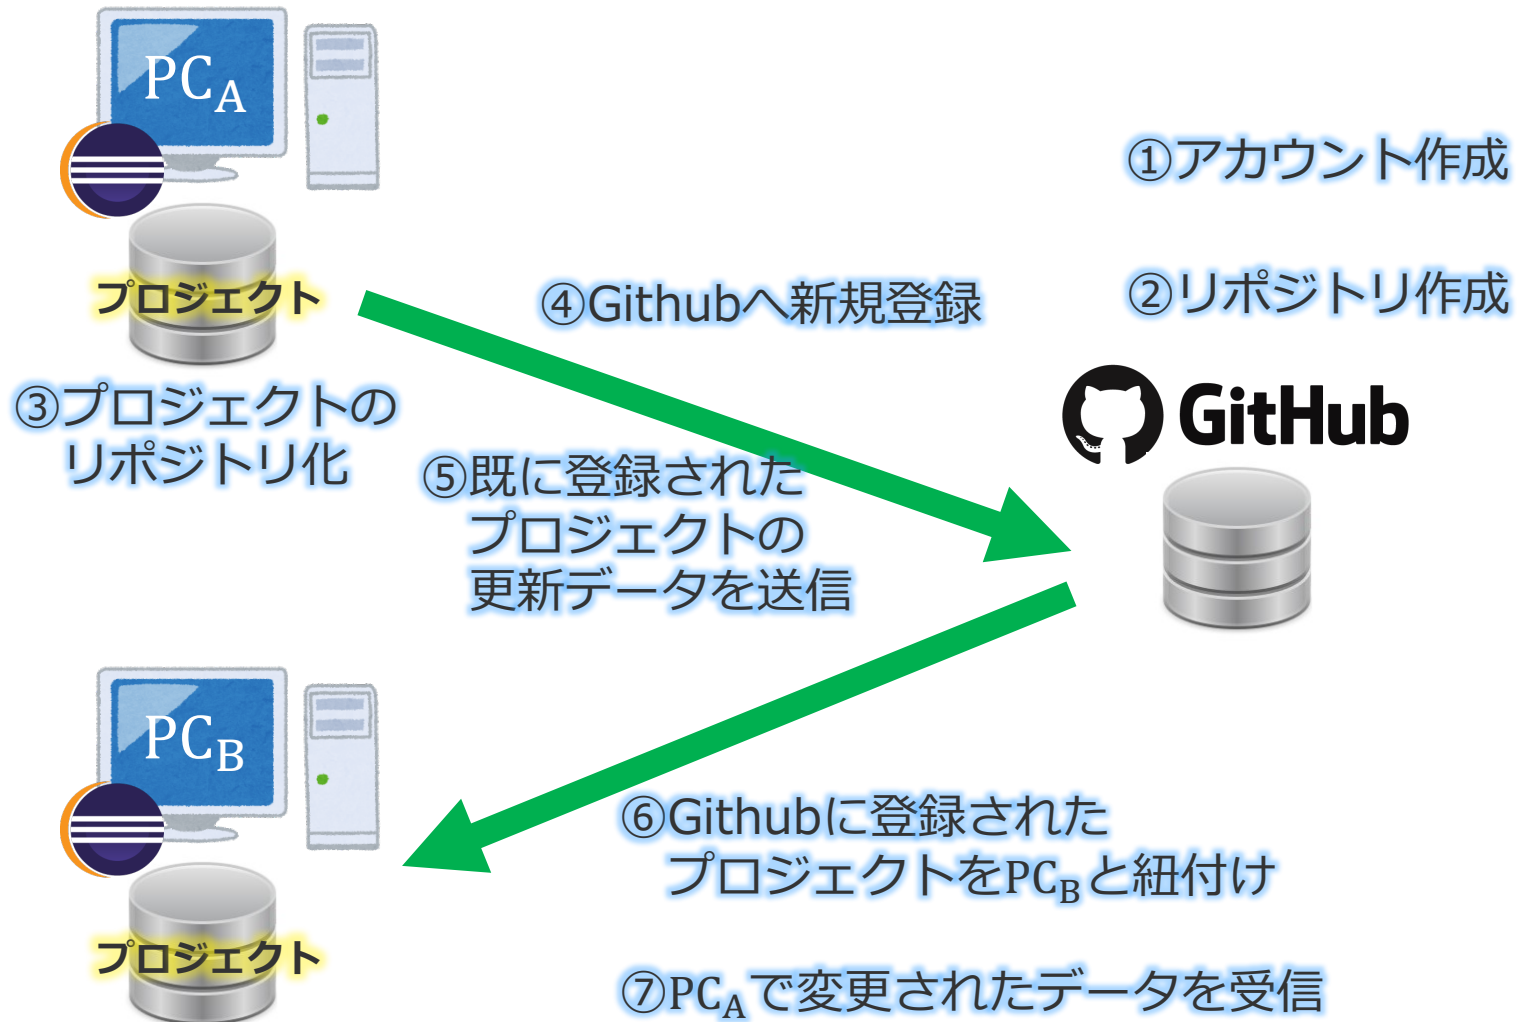 PCA
①アカウント作成
②リポジトリ作成
プロジェクト
④Githubへ新規登録
③プロジェクトの
リポジトリ化
GitHub
⑤既に登録された
プロジェクトの
更新データを送信
PCB
⑥Githubに登録された
プロジェクトをPCBと紐付け
プロジェクト
⑦PCAで変更されたデータを受信